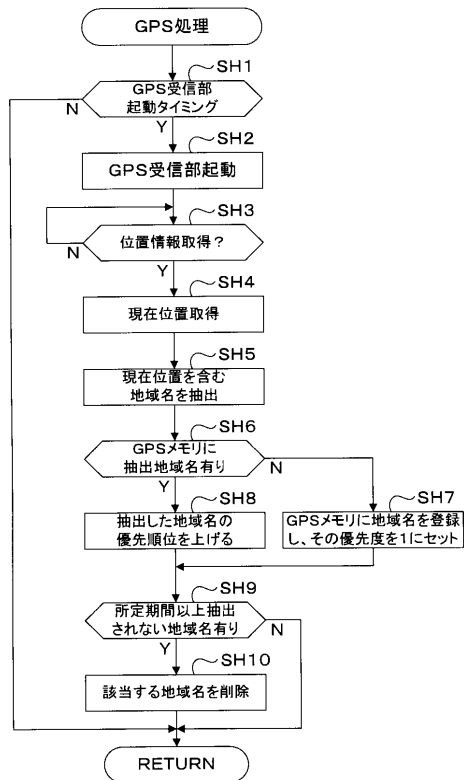 GPS処理
SH1
GPS受信部
起動タイミング
N
Y
SH2
GPS受信部起動
SH3
位置情報取得？
N
Y
SH4
現在位置取得
SH5
現在位置を含む
地域名を抽出
SH6
GPSメモリに
抽出地域名有り
N
Y
SH7
GPSメモリに地域名を登録
し、その優先度を1にセット
SH8
抽出した地域名の
優先順位を上げる
SH9
所定期間以上抽出
されない地域名有り
N
Y
SH10
該当する地域名を削除
RETURN